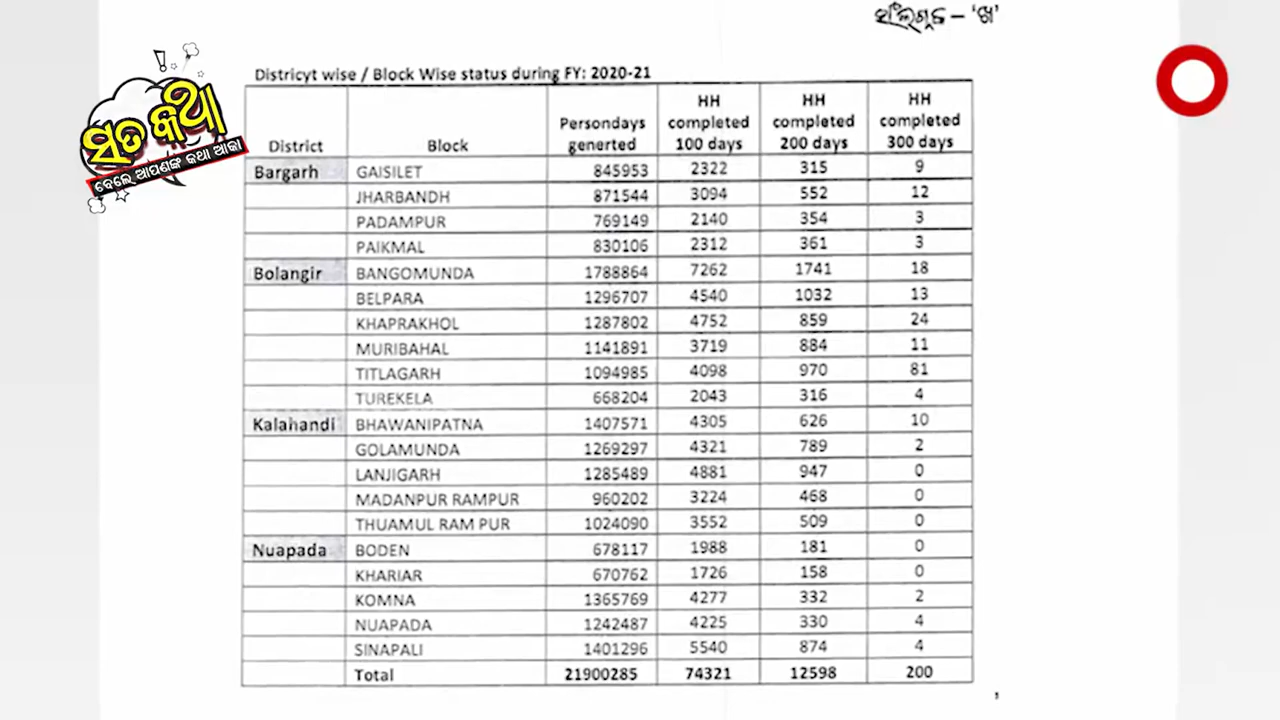 ସାଂଲଗ୍ନକ – ‘ଖ’
ସତ କଥା
ବେଲେ ଆପଣଙ୍କ କଥା ଆକା
Districyt wise / Block Wise status during FY: 2020-21
District Block Persondays generted HH completed 100 days HH completed 200 days HH completed 300 days
Bargarh GAISILET 845953 2322 315 9
JHARBANDH 871544 3094 552 12
PADAMPUR 769149 2140 354 3
PAIKMAL 830106 2312 361 3
Bolangir BANGOMUNDA 1788864 7262 1741 18
BELPARA 1296707 4540 1032 13
KHAPRAKHOL 1287802 4752 859 24
MURIBAHAL 1141891 3719 884 11
TITLAGARH 1094985 4098 970 81
TUREKELA 668204 2043 316 4
Kalahandi BHAWANIPATNA 1407571 4305 626 10
GOLAMUNDA 1269297 4321 789 2
LANJIGARH 1285489 4881 947 0
MADANPUR RAMPUR 960202 3224 468 0
THUAMUL RAM PUR 1024090 3552 509 0
Nuapada BODEN 678117 1988 181 0
KHARIAR 670762 1726 158 0
KOMNA 1365769 4277 332 2
NUAPADA 1242487 4225 330 4
SINAPALI 1401296 5540 874 4
Total 21900285 74321 12598 200